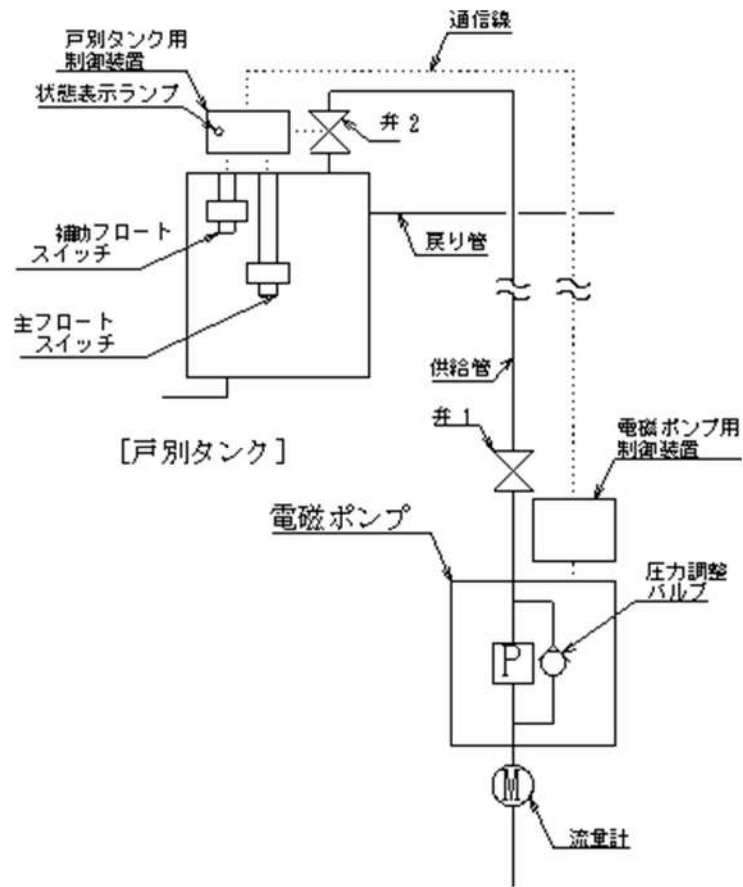 通信線
戸別タンク用
制御装置
状態表示ランプ
弁2
補助フロート
スイッチ
戻り管
主フロート
スイッチ
供給管
弁1
[戸別タンク]
電磁ポンプ用
制御装置
電磁ポンプ
圧力調整
バルブ
P
M
流量計